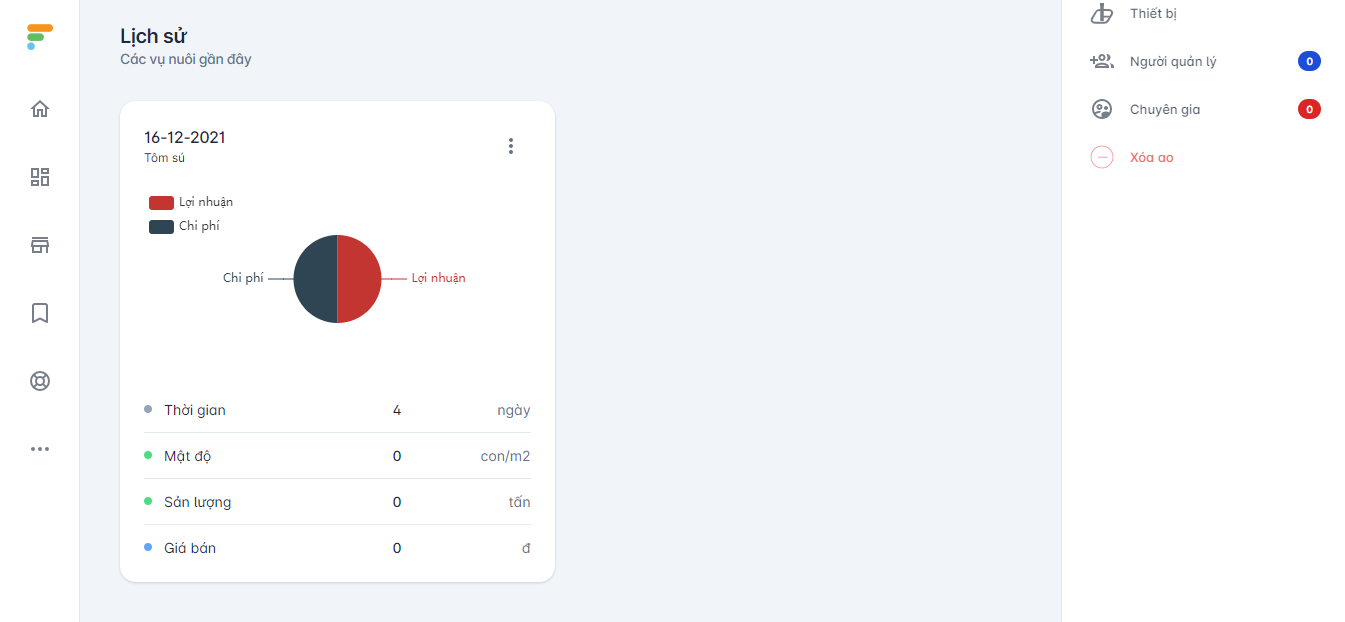 Lịch sử
Các vụ nuôi gần đây
16-12-2021
Tôm sú
Lợi nhuận
Chi phí
Chi phí
Lợi nhuận
Thời gian 4 ngày
Mật độ 0 con/m2
Sản lượng 0 tấn
Giá bán 0 đ
Thiết bị
Người quản lý 0
Chuyên gia 0
Xóa ao